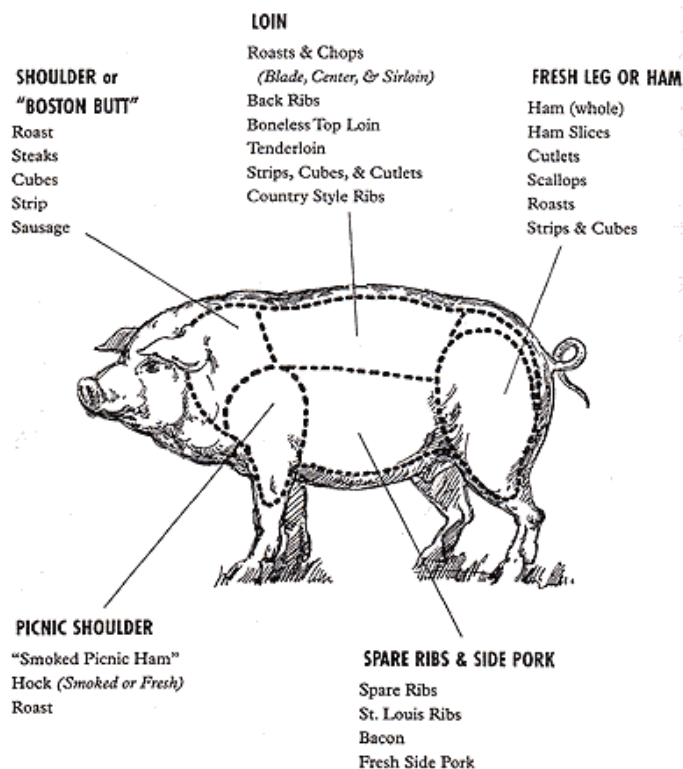 LOIN
Roasts & Chops
(Blade, Center, & Sirloin)
Back Ribs
Boneless Top Loin
Tenderloin
Strips, Cubes, & Cutlets
Country Style Ribs
SHOULDER or
"BOSTON BUTT"
Roast
Steaks
Cubes
Strip
Sausage
FRESH LEG OR HAM
Ham (whole)
Ham Slices
Cutlets
Scallops
Roasts
Strips & Cubes
PICNIC SHOULDER
"Smoked Picnic Ham"
Hock (Smoked or Fresh)
Roast
SPARE RIBS & SIDE PORK
Spare Ribs
St. Louis Ribs
Bacon
Fresh Side Pork